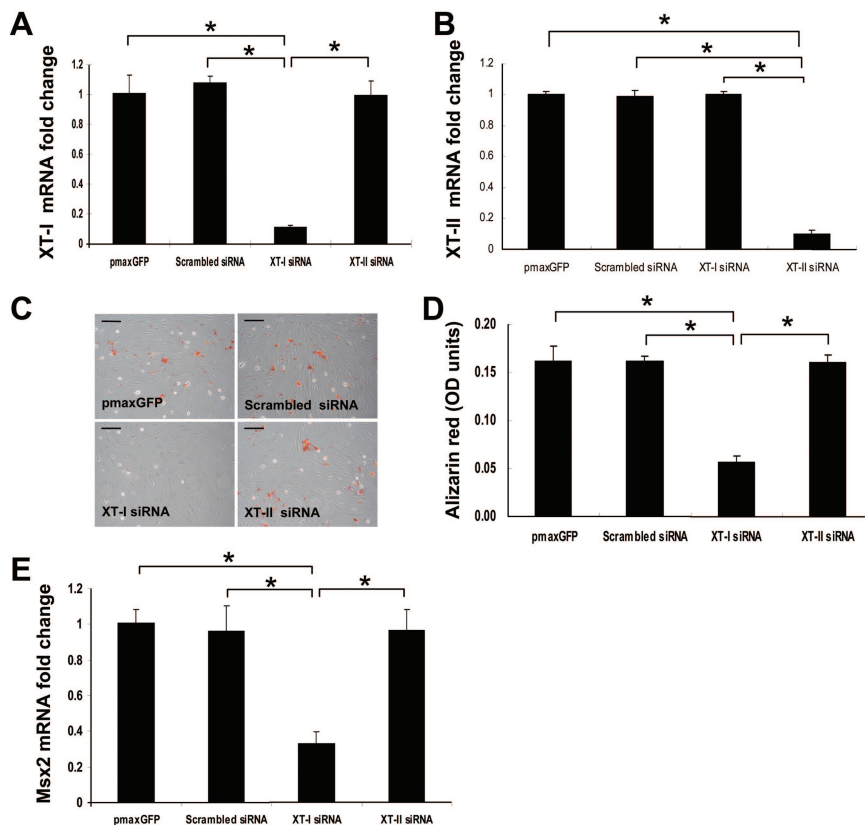 A
XT-I mRNA fold change
1.2
1
0.8
0.6
0.4
0.2
0
*
*
*
pmaxGFP
Scrambled siRNA
XT-I siRNA
XT-II siRNA
B
XT-II mRNA fold change
1.2
1
0.8
0.6
0.4
0.2
0
*
*
*
pmaxGFP
Scrambled siRNA
XT-I siRNA
XT-II siRNA
C
pmaxGFP
Scrambled siRNA
XT-I siRNA
XT-II siRNA
D
Alizarin red (OD units)
0.20
0.15
0.10
0.05
0.00
*
*
*
pmaxGFP
Scrambled siRNA
XT-I siRNA
XT-II siRNA
E
Msx2 mRNA fold change
1.2
1
0.8
0.6
0.4
0.2
0
*
*
*
pmaxGFP
Scrambled siRNA
XT-I siRNA
XT-II siRNA